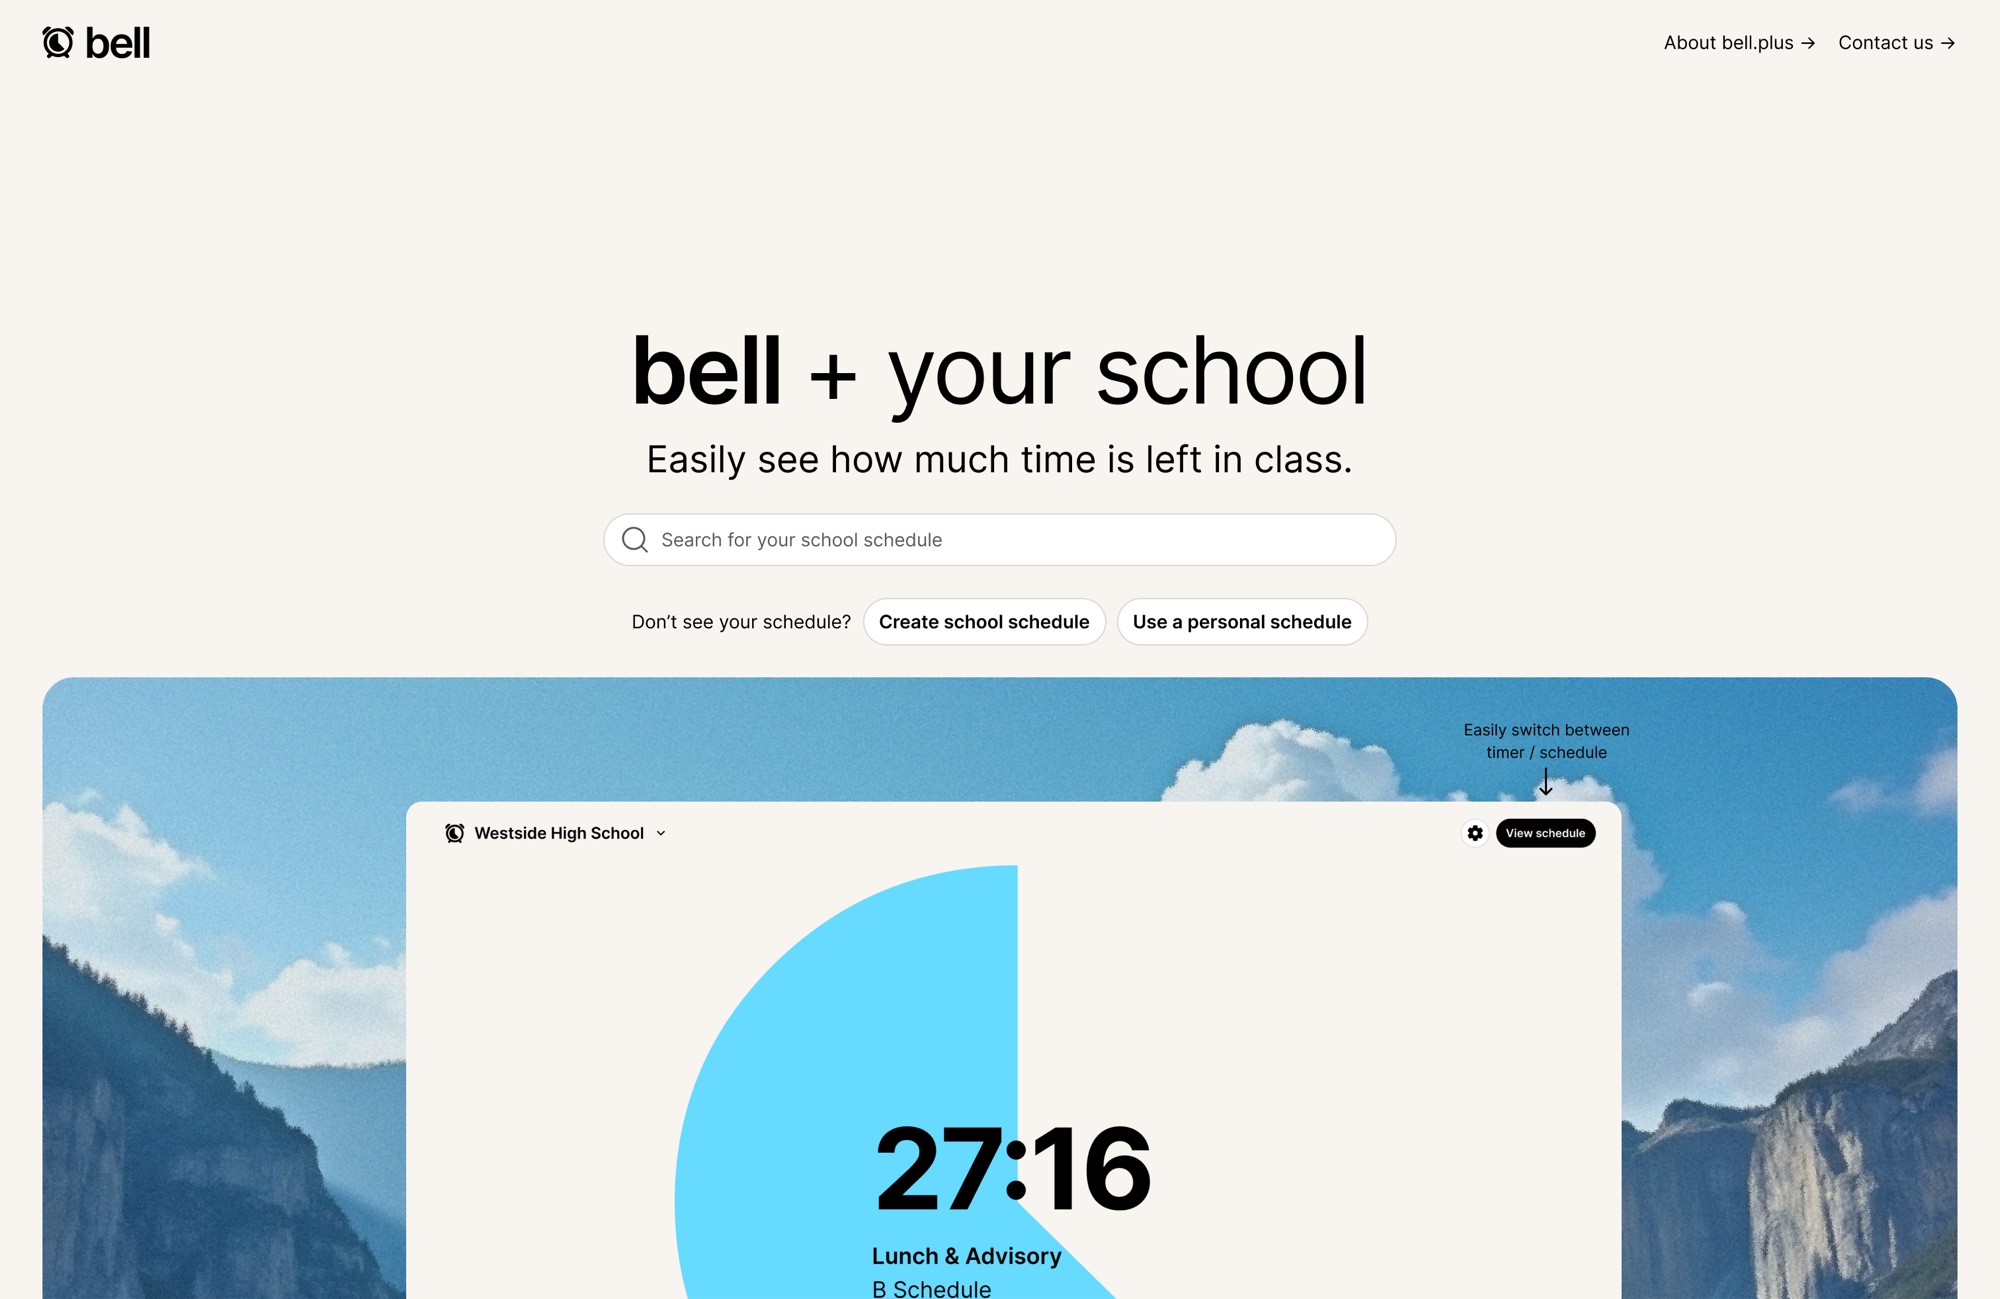 bell
About bell.plus → Contact us →
bell + your school
Easily see how much time is left in class.
Search for your school schedule
Don’t see your schedule? Create school schedule Use a personal schedule
Easily switch between
timer / schedule
Westside High School
View schedule
27:16
Lunch & Advisory
B Schedule